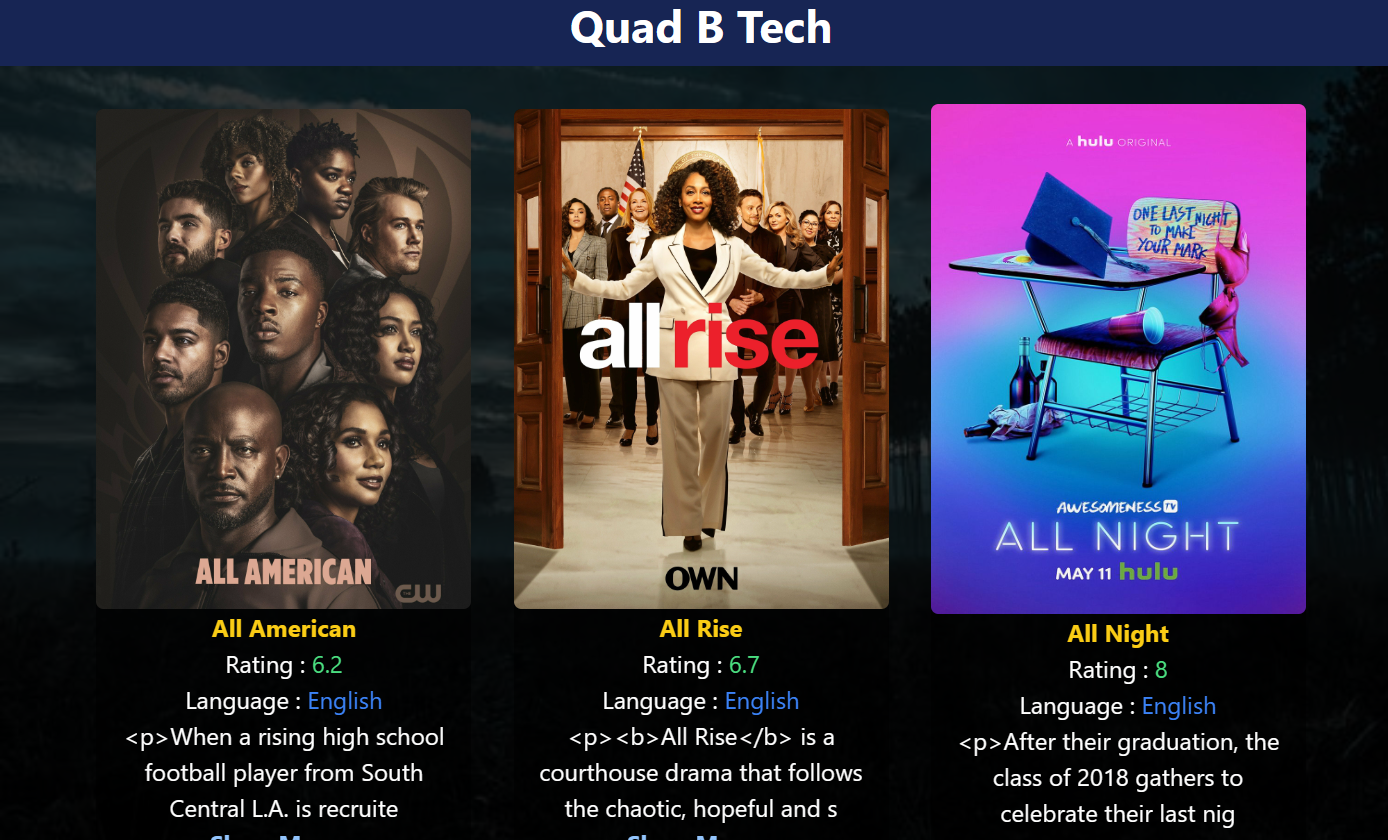 Quad B Tech
ALL AMERICAN
CW
All American
Rating : 6.2
Language : English
<p>When a rising high school
football player from South
Central L.A. is recruite
all rise
OWN
All Rise
Rating : 6.7
Language : English
<p><b>All Rise</b> is a
courthouse drama that follows
the chaotic, hopeful and s
A hulu ORIGINAL
ONE LAST NIGHT
TO MAKE
YOUR MARK
AWESOMENESS TV
ALL NIGHT
MAY 11 hulu
All Night
Rating : 8
Language : English
<p>After their graduation, the
class of 2018 gathers to
celebrate their last nig